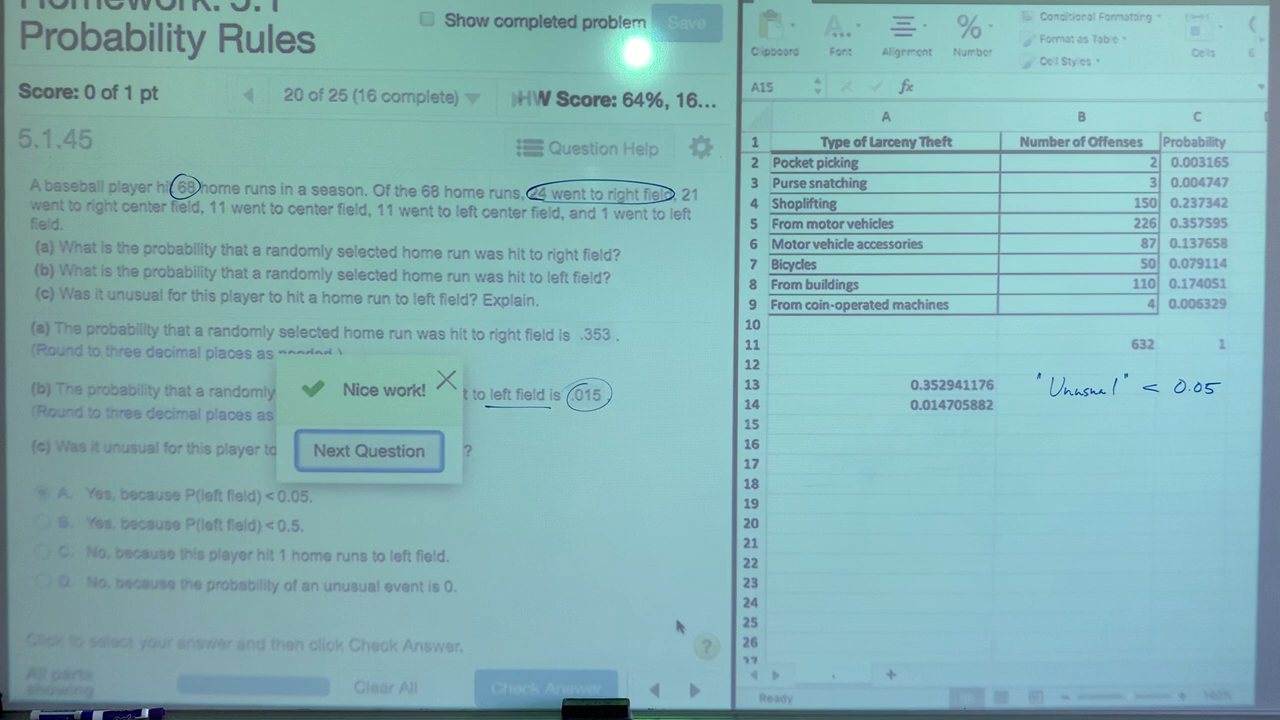 Homework: 5.1
Probability Rules
Show completed problem
Save
Score: 0 of 1 pt
20 of 25 (16 complete)
HW Score: 64%, 16...
5.1.45
Question Help
A baseball player hit 68 home runs in a season. Of the 68 home runs, 24 went to right field, 21
went to right center field, 11 went to center field, 11 went to left center field, and 1 went to left
field.
(a) What is the probability that a randomly selected home run was hit to right field?
(b) What is the probability that a randomly selected home run was hit to left field?
(c) Was it unusual for this player to hit a home run to left field? Explain.
(a) The probability that a randomly selected home run was hit to right field is .353.
(Round to three decimal places as needed.)
(b) The probability that a randomly
t to left field is .015.
(Round to three decimal places as
(c) Was it unusual for this player to
?
Nice work!
Next Question
A. Yes, because P(left field) < 0.05.
B. Yes, because P(left field) < 0.5.
C. No, because this player hit 1 home runs to left field.
D. No, because the probability of an unusual event is 0.
Click to select your answer and then click Check Answer.
All parts
showing
Clear All
Check Answer
?
Clipboard
Font
Alignment
%
Number
Conditional Formatting
Format as Table
Cell Styles
Cells
A15
fx
A B C
1 Type of Larceny Theft Number of Offenses Probability
2 Pocket picking 2 0.003165
3 Purse snatching 3 0.004747
4 Shoplifting 150 0.237342
5 From motor vehicles 226 0.357595
6 Motor vehicle accessories 87 0.137658
7 Bicycles 50 0.079114
8 From buildings 110 0.174051
9 From coin-operated machines 4 0.006329
10
11 632 1
12
13 0.352941176
14 0.014705882
"Unusual" < 0.05
15
16
17
18
19
20
21
22
23
24
25
26
27
Ready